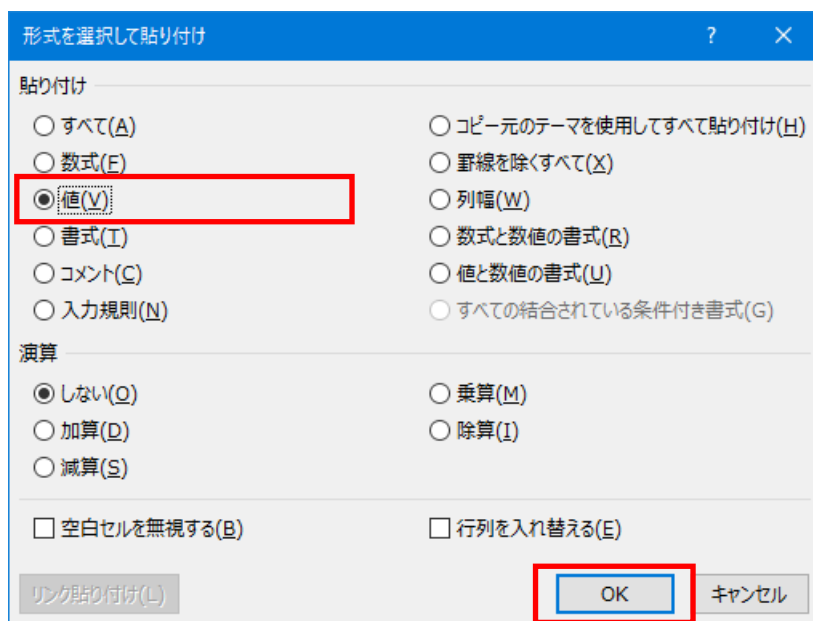 形式を選択して貼り付け ? ×
貼り付け
すべて(A)
コピー元のテーマを使用してすべて貼り付け(H)
数式(F)
罫線を除くすべて(X)
値(V)
列幅(W)
書式(T)
数式と数値の書式(R)
コメント(C)
値と数値の書式(U)
入力規則(N)
すべての結合されている条件付き書式(G)
演算
しない(O)
乗算(M)
加算(D)
除算(I)
減算(S)
空白セルを無視する(B)
行列を入れ替える(E)
リンク貼り付け(L)
OK
キャンセル